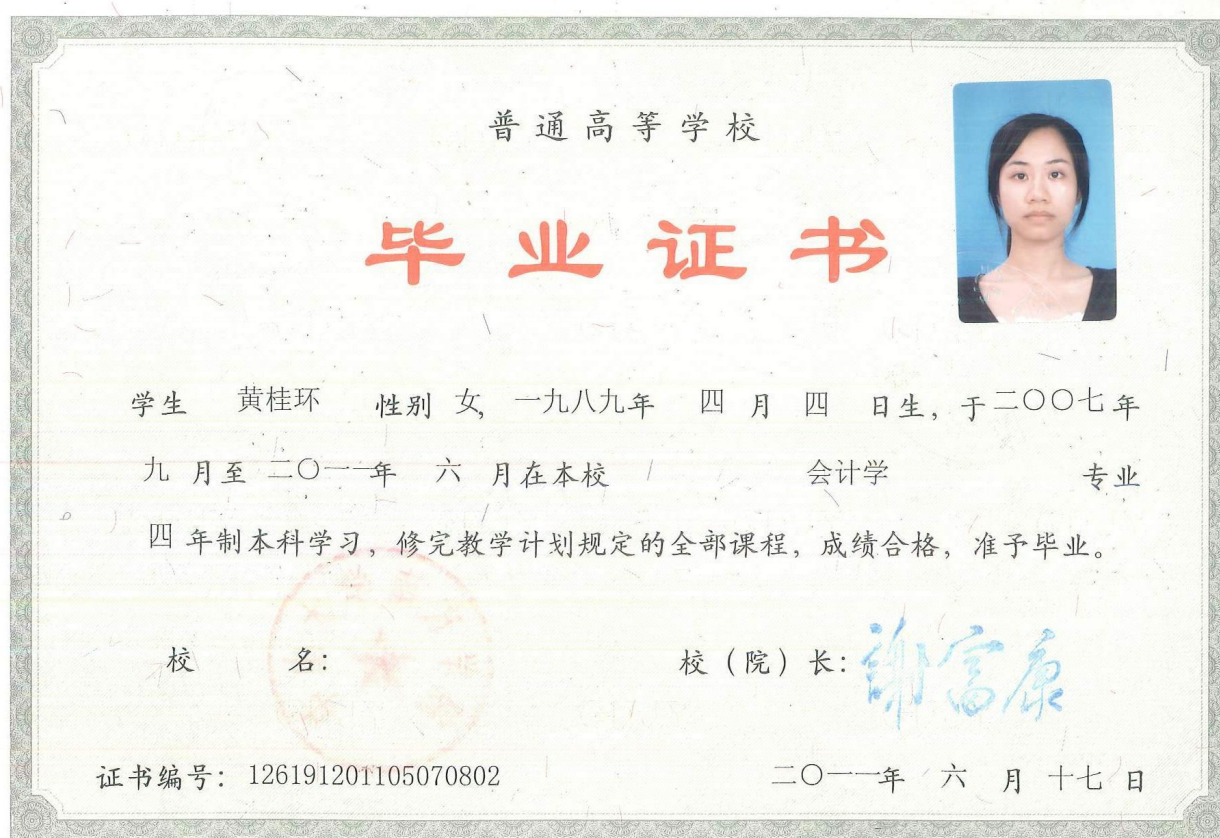 普通高等学校
毕业证书
学生 黄桂环 性别 女, 一九八九年 四 月 四 日生, 于二〇〇七年
九 月至 二〇一一年 六 月在本校 会计学 专业
四 年制本科学习, 修完教学计划规定的全部课程, 成绩合格, 准予毕业。
校 名: 校(院)长: 謝富康
证书编号: 126191201105070802 二〇一一年 六 月 十七 日